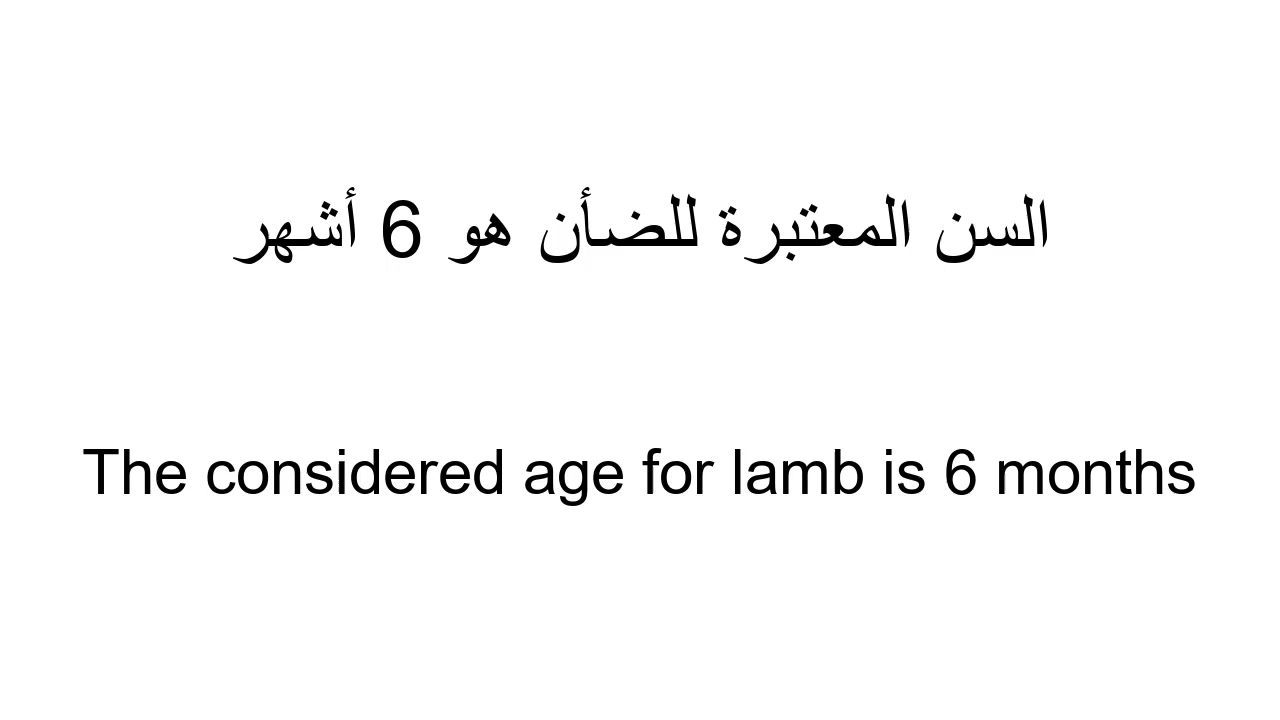 السن المعتبرة للضأن هو 6 أشهر
The considered age for lamb is 6 months